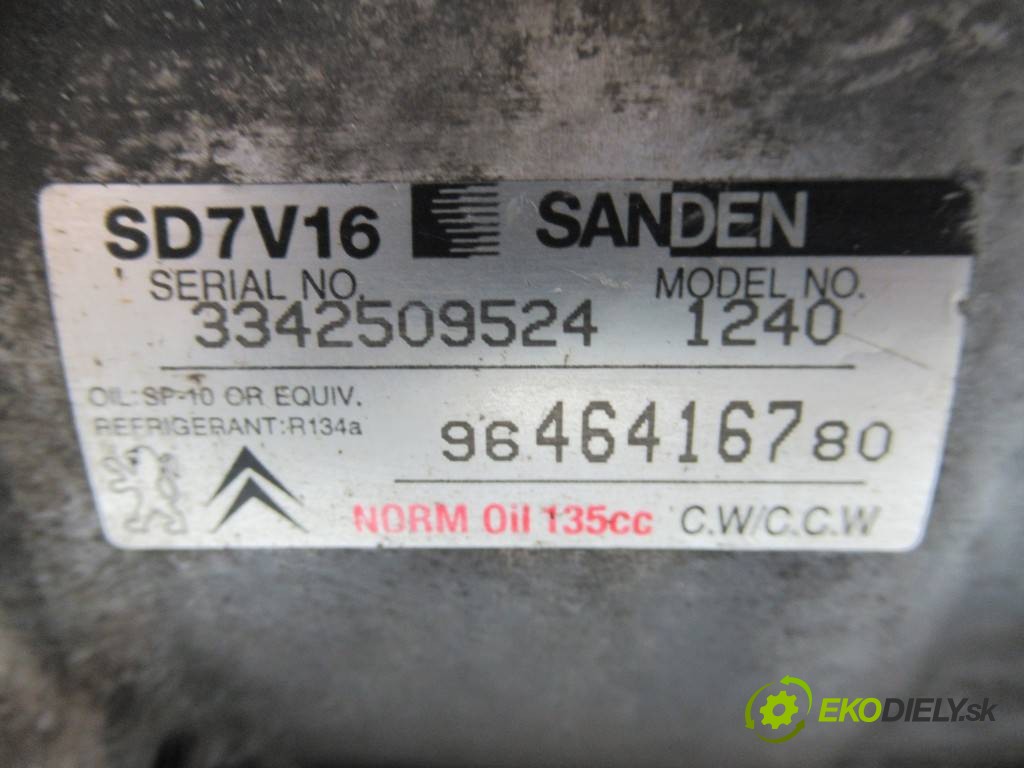 SD7V16 SANDEN
SERIAL NO. MODEL NO.
3342509524 1240
OIL: SP-10 OR EQUIV.
REFRIGERANT:R134a
9646416780
NORM Oil 135cc C.W/C.C.W
EKODIELY.sk